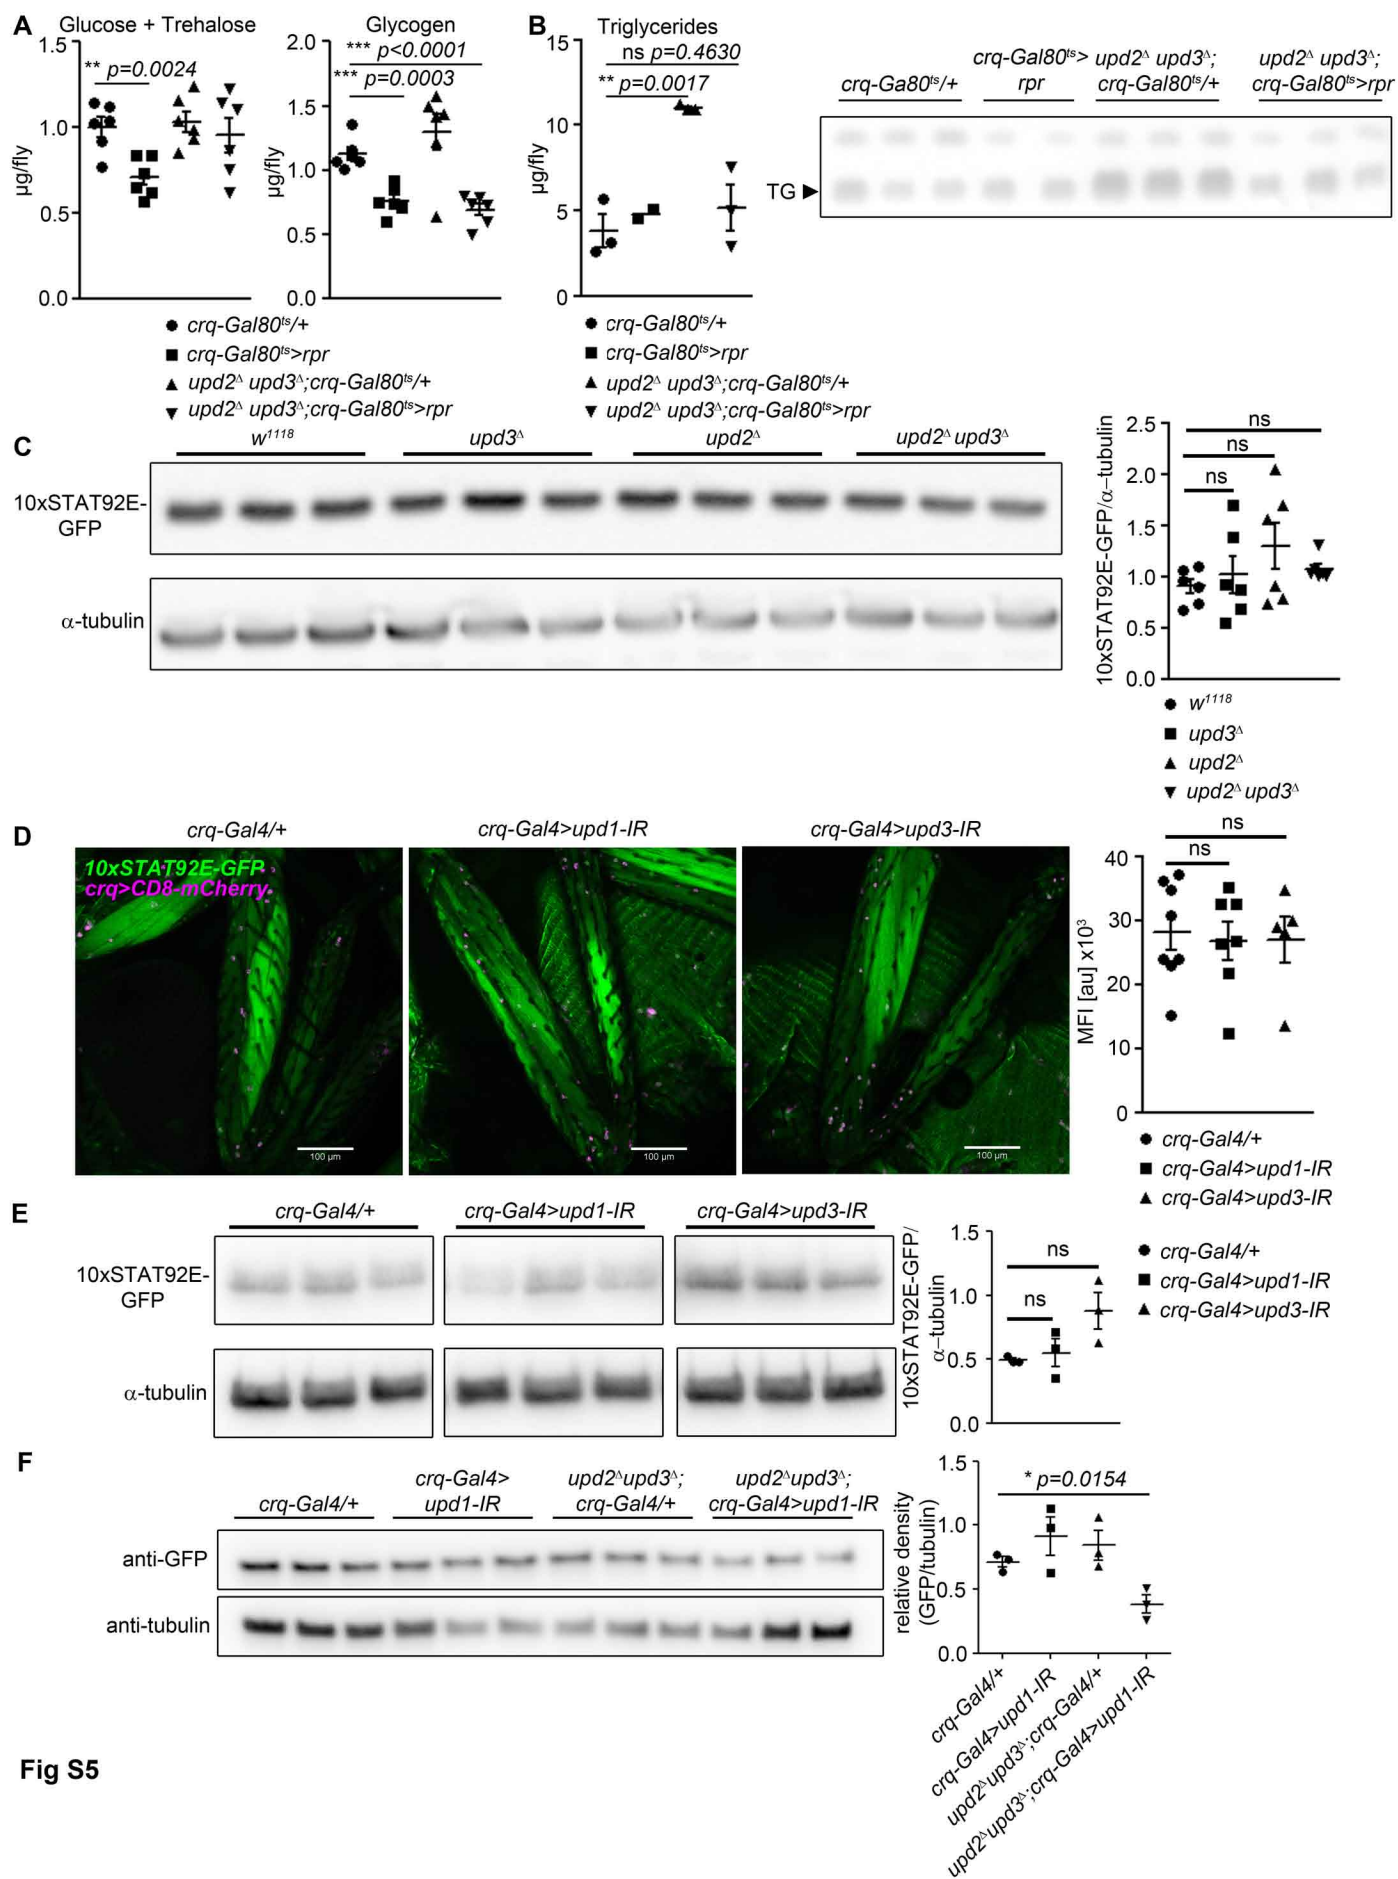 A
Glucose + Trehalose
1.5
1.0
0.5
0.0
µg/fly
** p=0.0024
Glycogen
2.0
1.5
1.0
0.5
0.0
µg/fly
*** p<0.0001
*** p=0.0003
crq-Gal80ts/+
crq-Gal80ts>rpr
upd2Δ upd3Δ;crq-Gal80ts/+
upd2Δ upd3Δ;crq-Gal80ts>rpr
B
Triglycerides
15
10
5
0
µg/fly
ns p=0.4630
** p=0.0017
crq-Gal80ts/+
crq-Gal80ts>rpr
upd2Δ upd3Δ;crq-Gal80ts/+
upd2Δ upd3Δ;crq-Gal80ts>rpr
crq-Ga80ts/+
crq-Gal80ts>
rpr
upd2Δ upd3Δ;
crq-Gal80ts/+
upd2Δ upd3Δ;
crq-Gal80ts>rpr
TG
C
w1118
upd3Δ
upd2Δ
upd2Δ upd3Δ
10xSTAT92E-
GFP
α-tubulin
10xSTAT92E-GFP/α-tubulin
2.5
2.0
1.5
1.0
0.5
0.0
ns
ns
ns
w1118
upd3Δ
upd2Δ
upd2Δ upd3Δ
D
crq-Gal4/+
crq-Gal4>upd1-IR
crq-Gal4>upd3-IR
10xSTAT92E-GFP
crq>CD8-mCherry
100 µm
100 µm
100 µm
MFI [au] x10³
40
30
20
10
0
ns
ns
crq-Gal4/+
crq-Gal4>upd1-IR
crq-Gal4>upd3-IR
E
crq-Gal4/+
crq-Gal4>upd1-IR
crq-Gal4>upd3-IR
10xSTAT92E-
GFP
α-tubulin
10xSTAT92E-GFP/
α-tubulin
1.5
1.0
0.5
0.0
ns
ns
crq-Gal4/+
crq-Gal4>upd1-IR
crq-Gal4>upd3-IR
F
crq-Gal4/+
crq-Gal4>
upd1-IR
upd2Δupd3Δ;
crq-Gal4/+
upd2Δupd3Δ;
crq-Gal4>upd1-IR
anti-GFP
anti-tubulin
relative density
(GFP/tubulin)
1.5
1.0
0.5
0.0
* p=0.0154
crq-Gal4/+
crq-Gal4>upd1-IR
upd2Δupd3Δ;crq-Gal4/+
upd2Δupd3Δ;crq-Gal4>upd1-IR
Fig S5